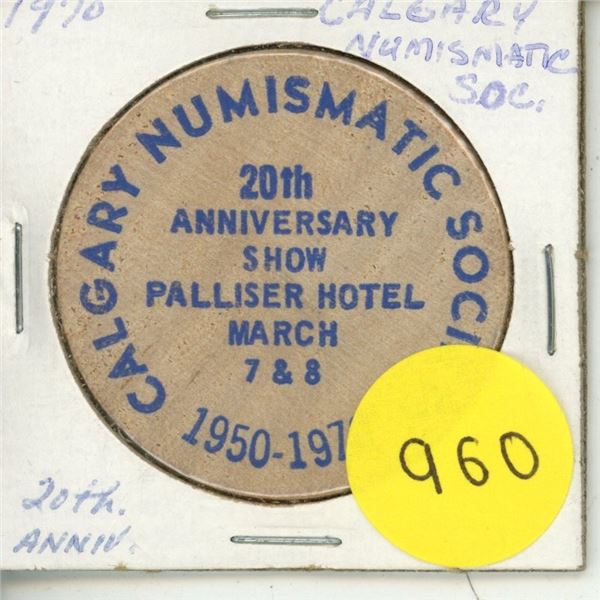 1970
CALGARY
NUMISMATIC
SOC.
CALGARY NUMISMATIC SOCI
20th
ANNIVERSARY
SHOW
PALLISER HOTEL
MARCH
7 & 8
1950-197
960
20th.
ANNIV.